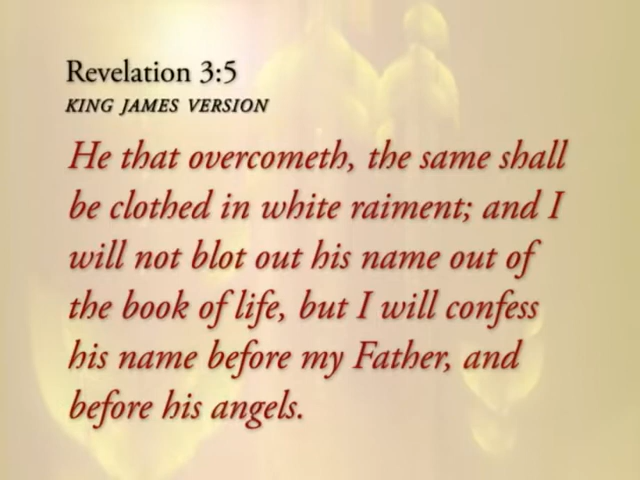 Revelation 3:5
KING JAMES VERSION
He that overcometh, the same shall
be clothed in white raiment; and I
will not blot out his name out of
the book of life, but I will confess
his name before my Father, and
before his angels.